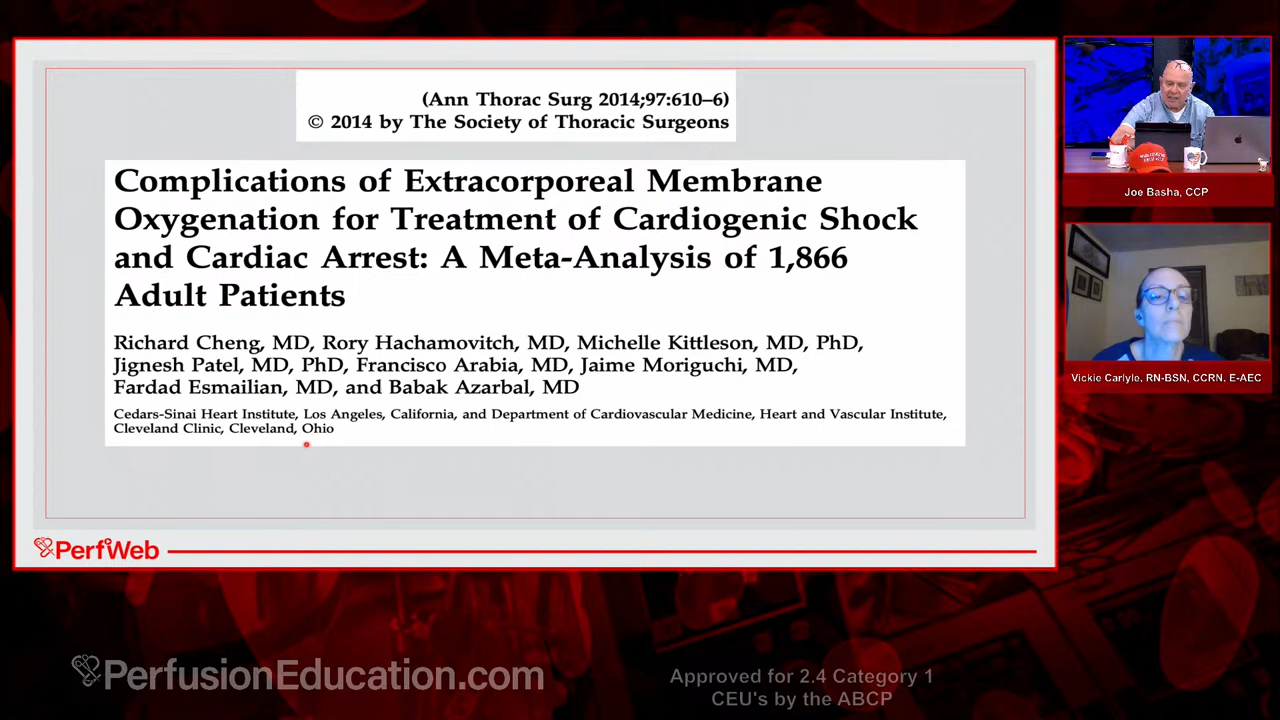 (Ann Thorac Surg 2014;97:610–6)
© 2014 by The Society of Thoracic Surgeons
Complications of Extracorporeal Membrane
Oxygenation for Treatment of Cardiogenic Shock
and Cardiac Arrest: A Meta-Analysis of 1,866
Adult Patients
Richard Cheng, MD, Rory Hachamovitch, MD, Michelle Kittleson, MD, PhD,
Jignesh Patel, MD, PhD, Francisco Arabia, MD, Jaime Moriguchi, MD,
Fardad Esmailian, MD, and Babak Azarbal, MD
Cedars-Sinai Heart Institute, Los Angeles, California, and Department of Cardiovascular Medicine, Heart and Vascular Institute,
Cleveland Clinic, Cleveland, Ohio
PerfWeb
Joe Basha, CCP
Vickie Carlyle, RN-BSN, CCRN, E-AEC
PerfusionEducation.com
Approved for 2.4 Category 1
CEU's by the ABCP